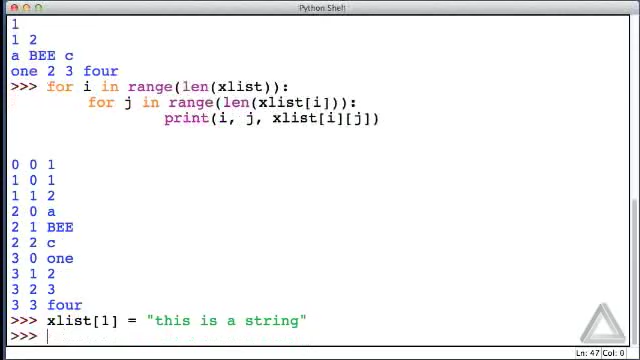 Python Shell
1
1 2
a BEE c
one 2 3 four
>>> for i in range(len(xlist)):
for j in range(len(xlist[i])):
print(i, j, xlist[i][j])
0 0 1
1 0 1
1 1 2
2 0 a
2 1 BEE
2 2 c
3 0 one
3 1 2
3 2 3
3 3 four
>>> xlist[1] = "this is a string"
>>>
Ln: 47 Col: 0